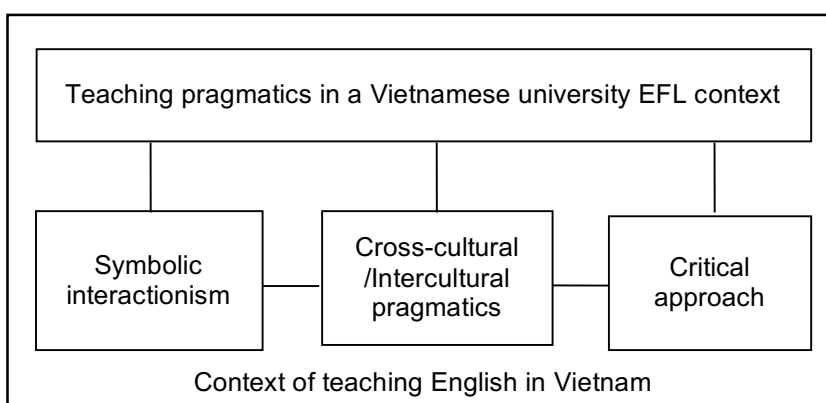 Teaching pragmatics in a Vietnamese university EFL context
Symbolic
interactionism
Cross-cultural
/Intercultural
pragmatics
Critical
approach
Context of teaching English in Vietnam